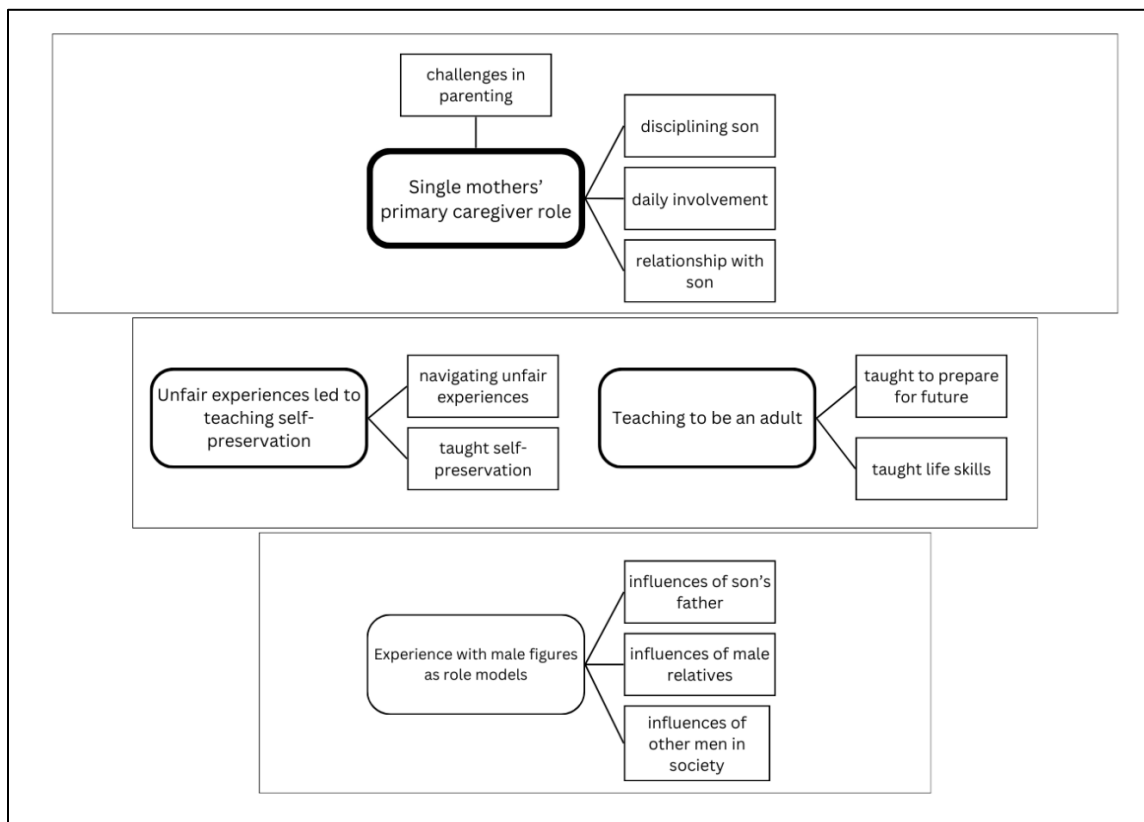 challenges in
parenting
Single mothers’
primary caregiver role
disciplining son
daily involvement
relationship with
son
Unfair experiences led to
teaching self-
preservation
navigating unfair
experiences
taught self-
preservation
Teaching to be an adult
taught to prepare
for future
taught life skills
Experience with male figures
as role models
influences of son’s
father
influences of male
relatives
influences of
other men in
society